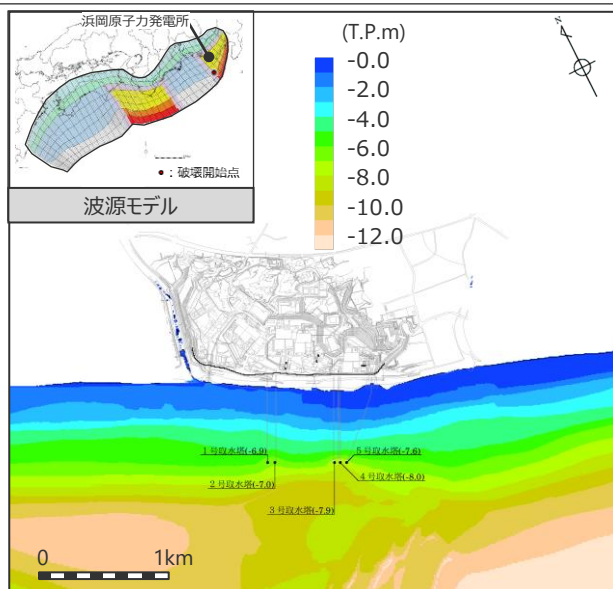 浜岡原子力発電所
●：破壊開始点
波源モデル
(T.P.m)
-0.0
-2.0
-4.0
-6.0
-8.0
-10.0
-12.0
N
1号取水塔(-6.9)
5号取水塔(-7.6)
2号取水塔(-7.0)
4号取水塔(-8.0)
3号取水塔(-7.9)
0
1km